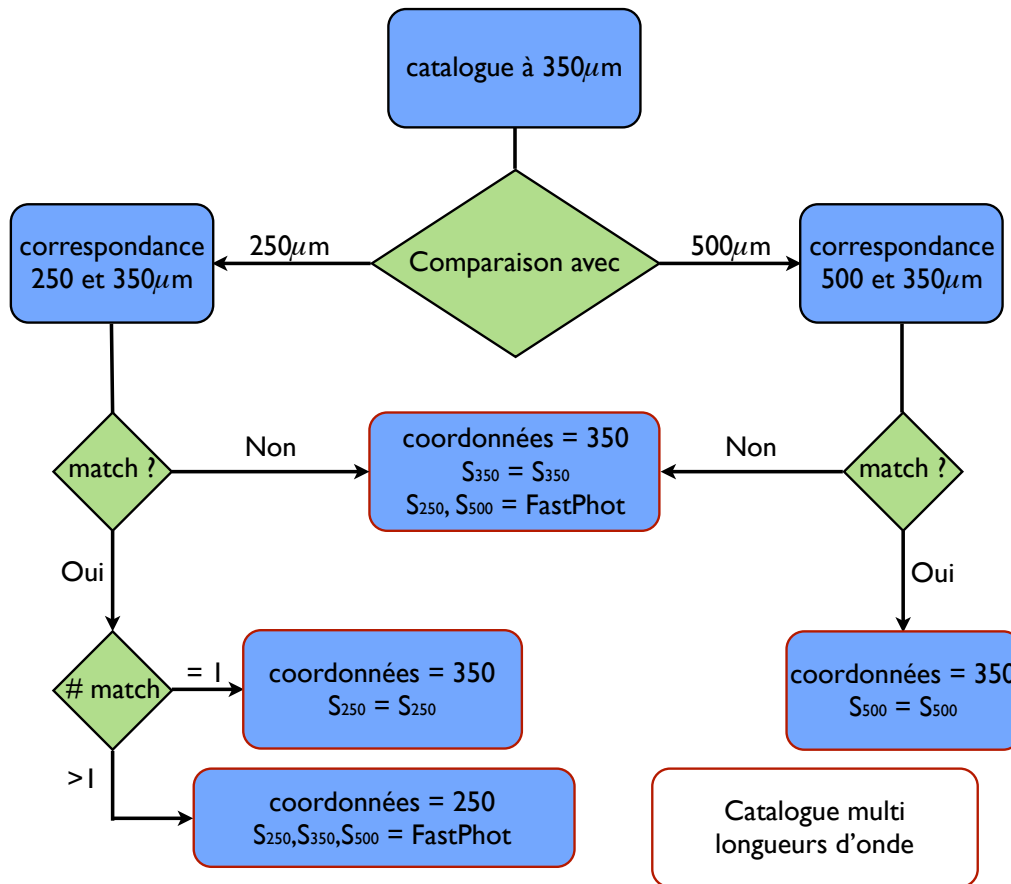 catalogue à 350μm
250μm
Comparaison avec
500μm
correspondance
250 et 350μm
correspondance
500 et 350μm
match ?
Non
coordonnées = 350
S350 = S350
S250, S500 = FastPhot
Non
match ?
Oui
Oui
# match
= 1
coordonnées = 350
S250 = S250
coordonnées = 350
S500 = S500
>1
coordonnées = 250
S250,S350,S500 = FastPhot
Catalogue multi
longueurs d'onde